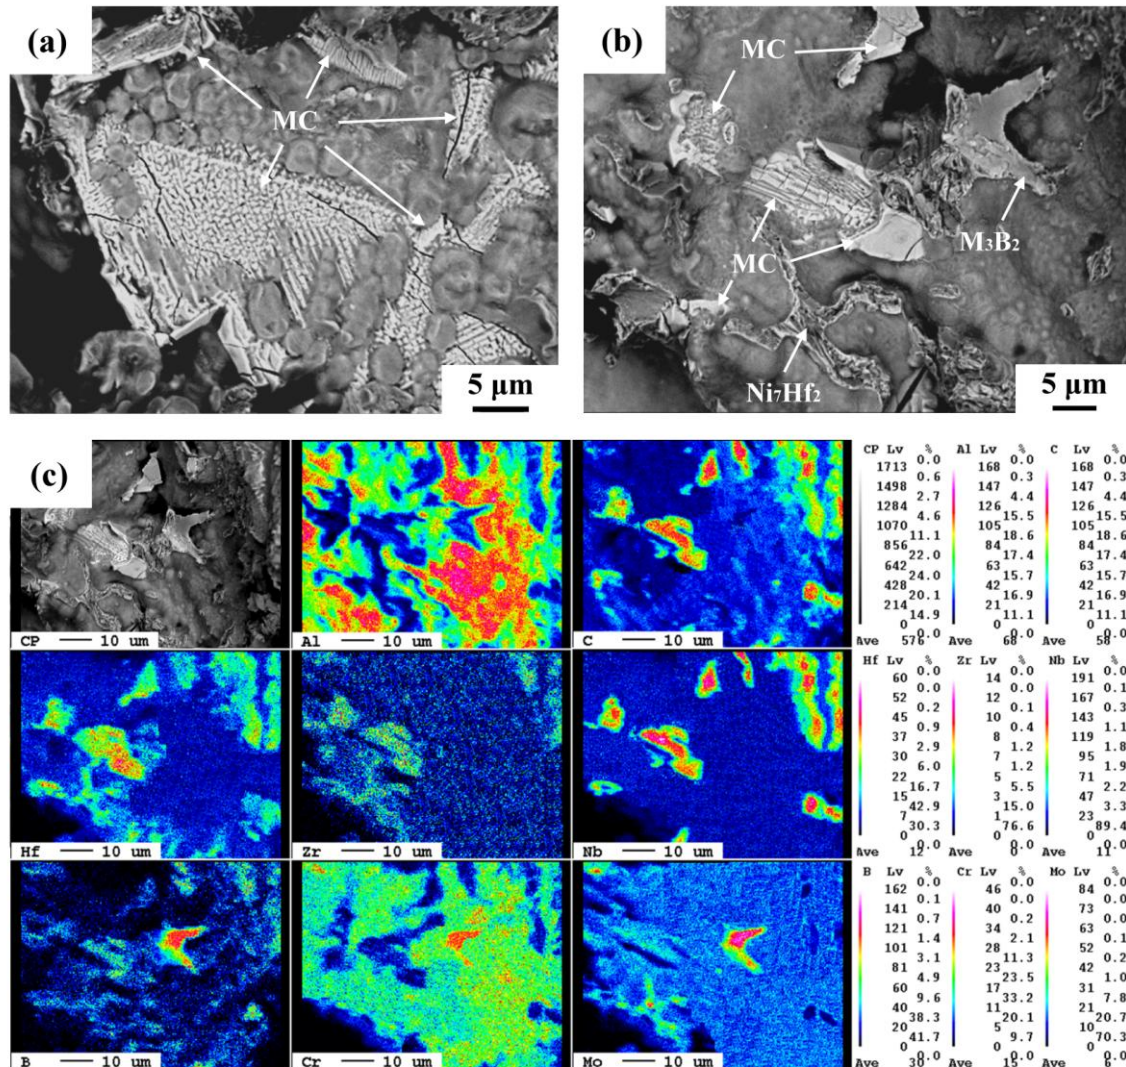 (a)
MC
5 μm
(b)
MC
M₃B₂
MC
Ni₇Hf₂
5 μm
(c)
CP 10 um
Al 10 um
C 10 um
CP Lv % Al Lv % C Lv %
0.0 0.0 0.0
1713 168 168
0.6 0.3 0.3
1498 147 147
2.7 4.4 4.4
1284 126 126
4.6 15.5 15.5
1070 105 105
11.1 18.6 18.6
856 84 84
22.0 17.4 17.4
642 63 63
24.0 15.7 15.7
428 42 42
20.1 16.9 16.9
214 21 21
14.9 11.1 11.1
0 0 0
0.0 0.0 0.0
Ave 576 Ave 68 Ave 58
Hf 10 um
Zr 10 um
Nb 10 um
Hf Lv % Zr Lv % Nb Lv %
0.0 0.0 0.0
60 14 191
0.0 0.0 0.1
52 12 167
0.2 0.1 0.3
45 10 143
0.9 0.4 1.1
37 8 119
2.9 1.2 1.8
30 7 95
6.0 1.2 1.9
22 5 71
16.7 5.5 2.2
15 3 47
42.9 15.0 3.3
7 1 23
30.3 76.6 89.4
0 0 0
0.0 0.0 0.0
Ave 12 Ave 0 Ave 11
B 10 um
Cr 10 um
Mo 10 um
B Lv % Cr Lv % Mo Lv %
0.0 0.0 0.0
162 46 84
0.1 0.0 0.0
141 40 73
0.7 0.2 0.0
121 34 63
1.4 2.1 0.1
101 28 52
3.1 11.3 0.2
81 23 42
4.9 23.5 1.0
60 17 31
9.6 33.2 7.8
40 11 21
38.3 20.1 20.7
20 5 10
41.7 9.7 70.3
0 0 0
0.0 0.0 0.0
Ave 30 Ave 15 Ave 6